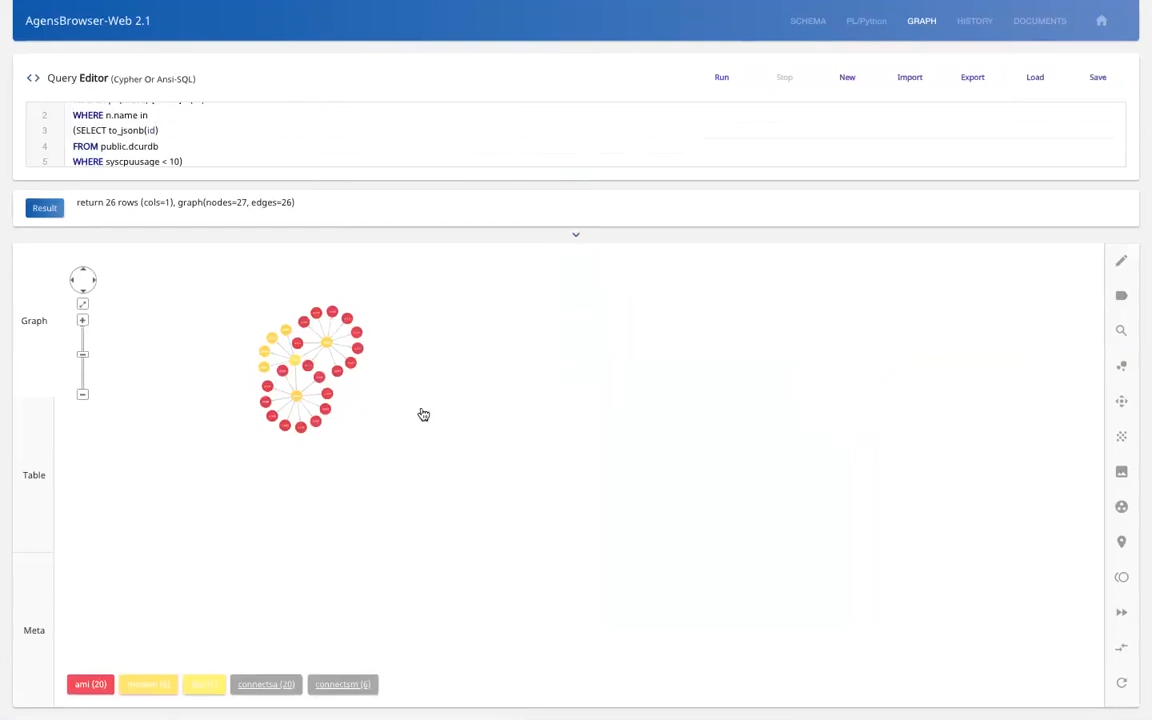 AgensBrowser-Web 2.1
SCHEMA
PL/Python
GRAPH
HISTORY
DOCUMENTS
<> Query Editor (Cypher Or Ansi-SQL)
Run
Stop
New
Import
Export
Load
Save
2 WHERE n.name in
3 (SELECT to_jsonb(id)
4 FROM public.dcurdb
5 WHERE syscpuusage < 10)
Result
return 26 rows (cols=1), graph(nodes=27, edges=26)
Graph
Table
Meta
ami (20)
connectsa (20)
connectsm (6)